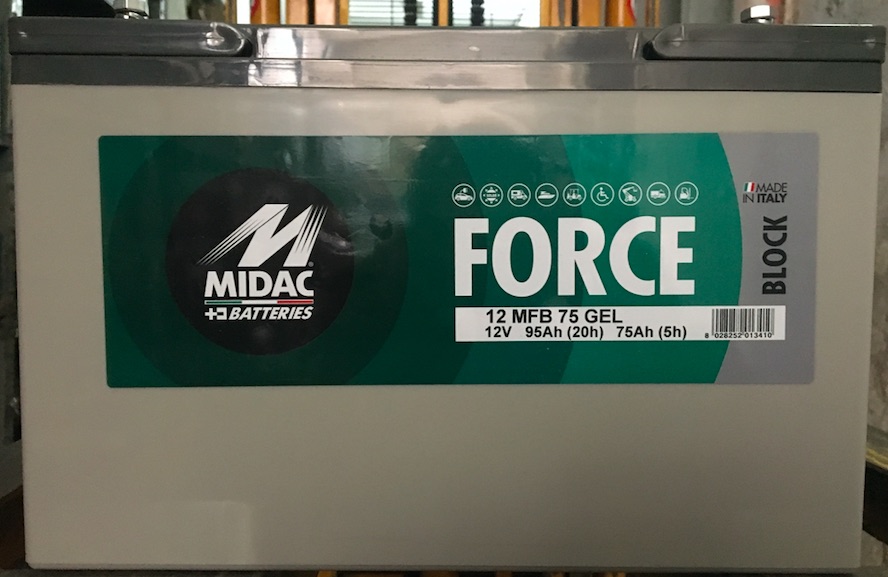 MIDAC®
BATTERIES
FORCE
12 MFB 75 GEL
12V 95Ah (20h) 75Ah (5h)
8 028252 013410
MADE
IN ITALY
BLOCK